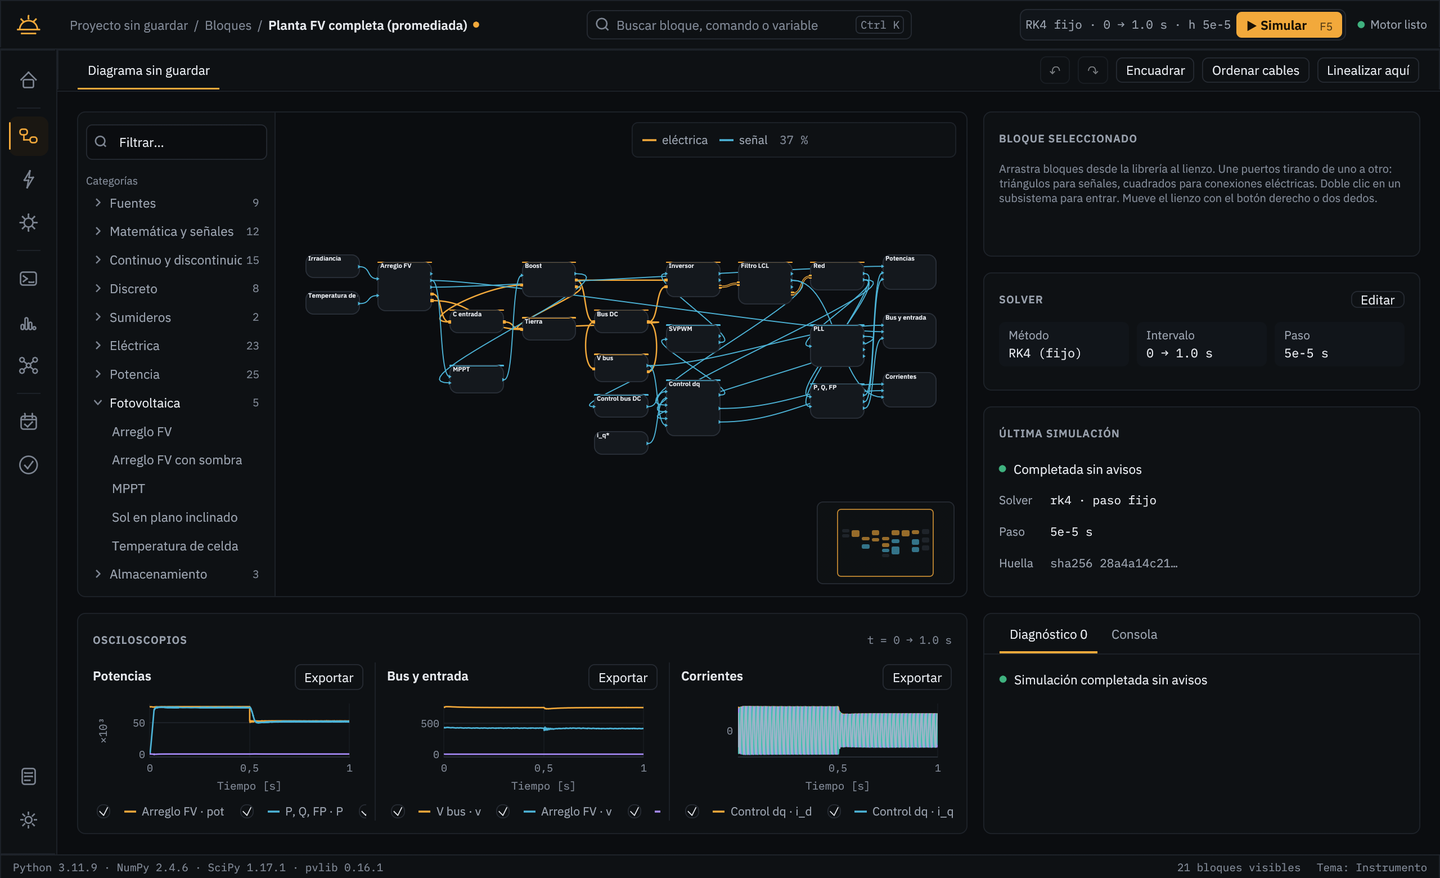 Proyecto sin guardar / Bloques / Planta FV completa (promediada)
Buscar bloque, comando o variable Ctrl K
RK4 fijo · 0 → 1.0 s · h 5e-5 ▶ Simular F5
Motor listo
Diagrama sin guardar
Encuadrar Ordenar cables Linealizar aquí
Filtrar...
Categorías
Fuentes 9
Matemática y señales 12
Continuo y discontinuo 15
Discreto 8
Sumideros 2
Eléctrica 23
Potencia 25
Fotovoltaica 5
Arreglo FV
Arreglo FV con sombra
MPPT
Sol en plano inclinado
Temperatura de celda
Almacenamiento 3
eléctrica señal 37 %
Irradiancia
Temperatura de
Arreglo FV
C entrada
MPPT
Boost
Tierra
Bus DC
V bus
Control bus DC
i_q*
Inversor
SVPWM
Control dq
Filtro LCL
Red
PLL
P, Q, FP
Potencias
Bus y entrada
Corrientes
BLOQUE SELECCIONADO
Arrastra bloques desde la librería al lienzo. Une puertos tirando de uno a otro:
triángulos para señales, cuadrados para conexiones eléctricas. Doble clic en un
subsistema para entrar. Mueve el lienzo con el botón derecho o dos dedos.
SOLVER Editar
Método Intervalo Paso
RK4 (fijo) 0 → 1.0 s 5e-5 s
ÚLTIMA SIMULACIÓN
Completada sin avisos
Solver rk4 · paso fijo
Paso 5e-5 s
Huella sha256 28a4a14c21…
OSCILOSCOPIOS t = 0 → 1.0 s
Potencias Exportar
×10³
50
0
0 0,5 1
Tiempo [s]
Arreglo FV · pot P, Q, FP · P
Bus y entrada Exportar
500
0
0 0,5 1
Tiempo [s]
V bus · v Arreglo FV · v
Corrientes Exportar
0
0,5 1
Tiempo [s]
Control dq · i_d Control dq · i_q
Diagnóstico 0 Consola
Simulación completada sin avisos
Python 3.11.9 · NumPy 2.4.6 · SciPy 1.17.1 · pvlib 0.16.1
21 bloques visibles Tema: Instrumento